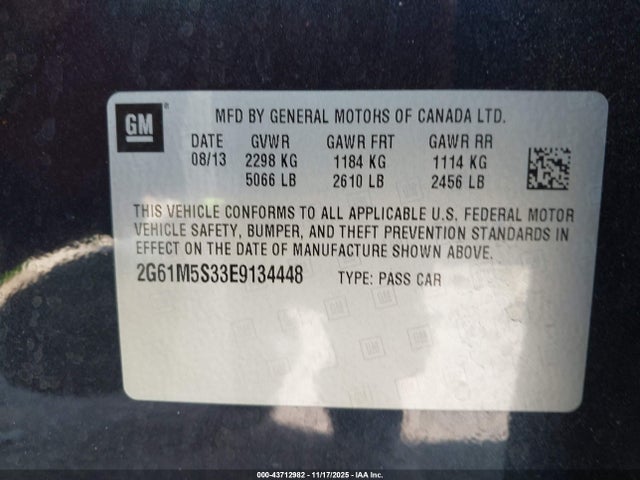 GM
MFD BY GENERAL MOTORS OF CANADA LTD.
DATE GVWR GAWR FRT GAWR RR
08/13 2298 KG 1184 KG 1114 KG
5066 LB 2610 LB 2456 LB
THIS VEHICLE CONFORMS TO ALL APPLICABLE U.S. FEDERAL MOTOR
VEHICLE SAFETY, BUMPER, AND THEFT PREVENTION STANDARDS IN
EFFECT ON THE DATE OF MANUFACTURE SHOWN ABOVE.
2G61M5S33E9134448 TYPE: PASS CAR
000-43712982 - 11/17/2025 - IAA Inc.